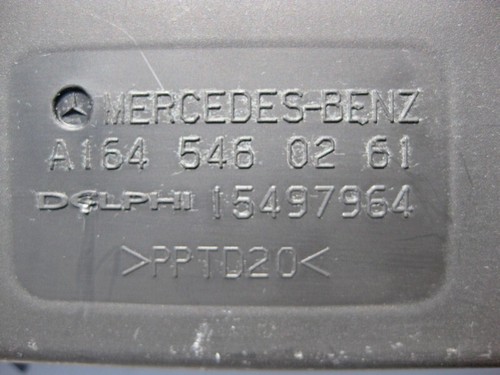 MERCEDES-BENZ
A164 546 02 61
DELPHI 15497964
>PPTD20<